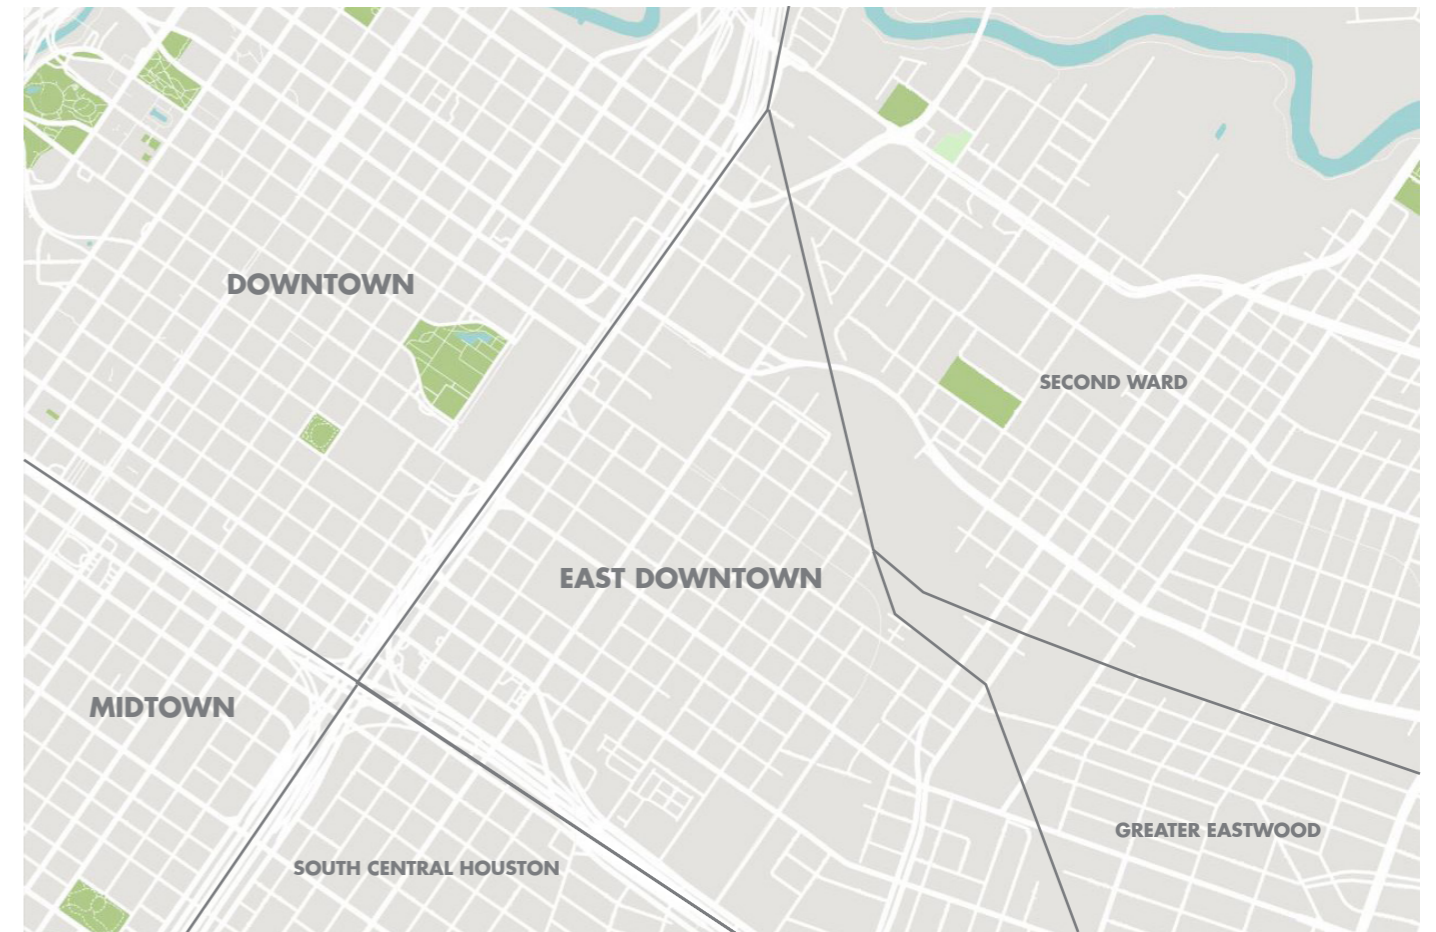 DOWNTOWN
SECOND WARD
EAST DOWNTOWN
MIDTOWN
GREATER EASTWOOD
SOUTH CENTRAL HOUSTON